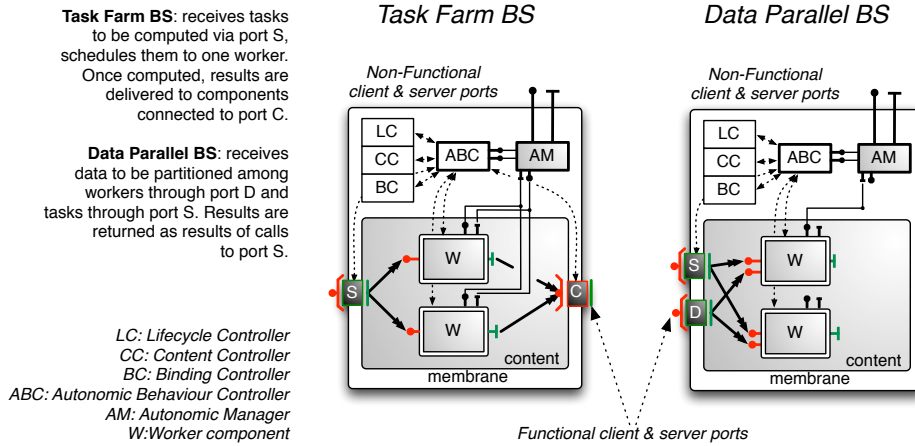 Task Farm BS: receives tasks
to be computed via port S,
schedules them to one worker.
Once computed, results are
delivered to components
connected to port C.
Data Parallel BS: receives
data to be partitioned among
workers through port D and
tasks through port S. Results are
returned as results of calls
to port S.
LC: Lifecycle Controller
CC: Content Controller
BC: Binding Controller
ABC: Autonomic Behaviour Controller
AM: Autonomic Manager
W:Worker component
Task Farm BS
Non-Functional
client & server ports
LC
CC
BC
ABC
AM
W
S
C
W
content
membrane
Data Parallel BS
Non-Functional
client & server ports
LC
CC
BC
ABC
AM
W
S
D
W
content
membrane
Functional client & server ports